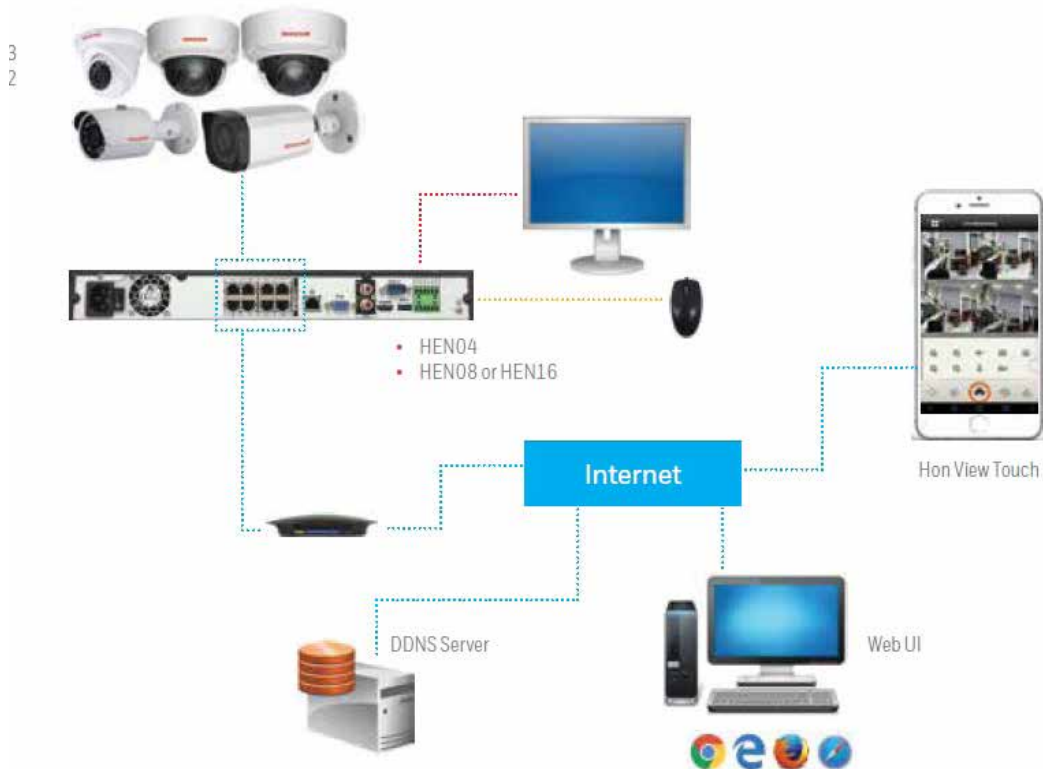 3
2
• HEN04
• HEN08 or HEN16
Internet
Hon View Touch
DDNS Server
Web UI